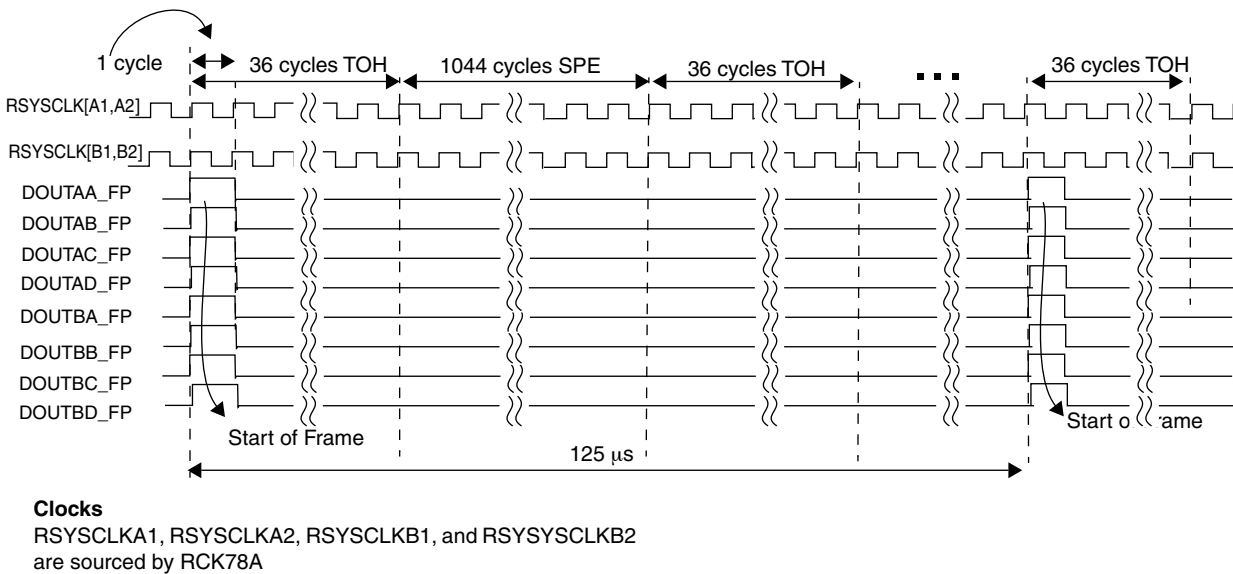 1 cycle
36 cycles TOH
1044 cycles SPE
36 cycles TOH
36 cycles TOH
RSYSCLK[A1,A2]
RSYSCLK[B1,B2]
DOUTAA_FP
DOUTAB_FP
DOUTAC_FP
DOUTAD_FP
DOUTBA_FP
DOUTBB_FP
DOUTBC_FP
DOUTBD_FP
Start of Frame
Start o rame
125 µs
Clocks
RSYSCLKA1, RSYSCLKA2, RSYSCLKB1, and RSYSYSCLKB2
are sourced by RCK78A